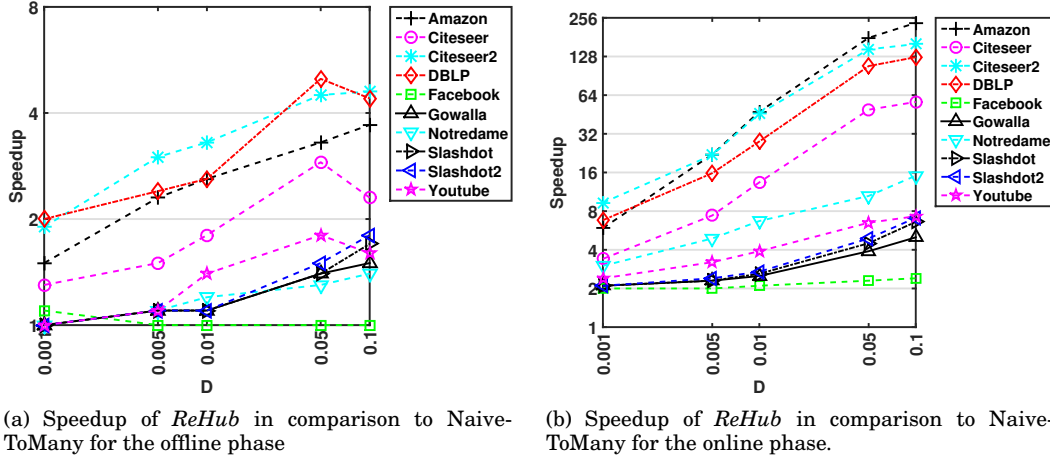 8
4
2
1
Speedup
0.001
0.005
0.01
0.05
0.1
D
Amazon
Citeseer
Citeseer2
DBLP
Facebook
Gowalla
Notredame
Slashdot
Slashdot2
Youtube
(a) Speedup of ReHub in comparison to Naive-
ToMany for the offline phase
256
128
64
32
16
8
4
2
1
Speedup
0.001
0.005
0.01
0.05
0.1
D
Amazon
Citeseer
Citeseer2
DBLP
Facebook
Gowalla
Notredame
Slashdot
Slashdot2
Youtube
(b) Speedup of ReHub in comparison to Naive-
ToMany for the online phase.